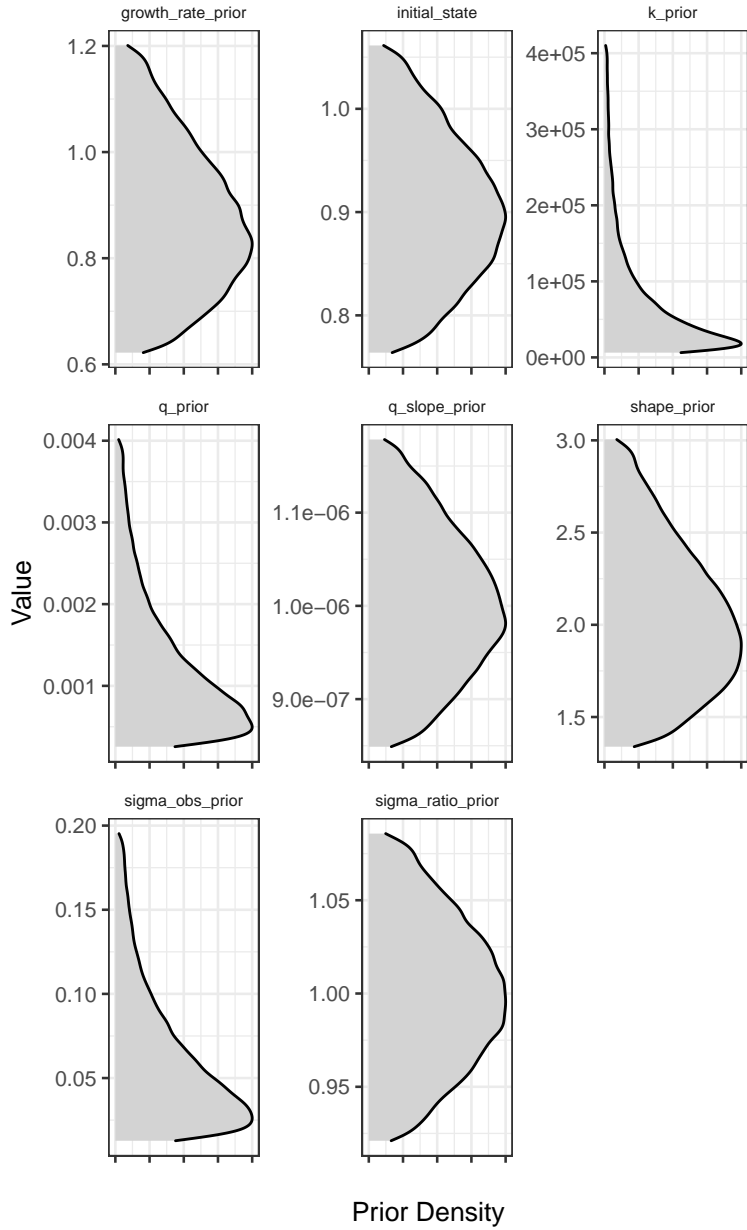 growth_rate_prior
initial_state
k_prior
1.2
1.0
0.8
0.6
1.0
0.9
0.8
4e+05
3e+05
2e+05
1e+05
0e+00
q_prior
q_slope_prior
shape_prior
Value
0.004
0.003
0.002
0.001
1.1e−06
1.0e−06
9.0e−07
3.0
2.5
2.0
1.5
sigma_obs_prior
sigma_ratio_prior
0.20
0.15
0.10
0.05
1.05
1.00
0.95
Prior Density